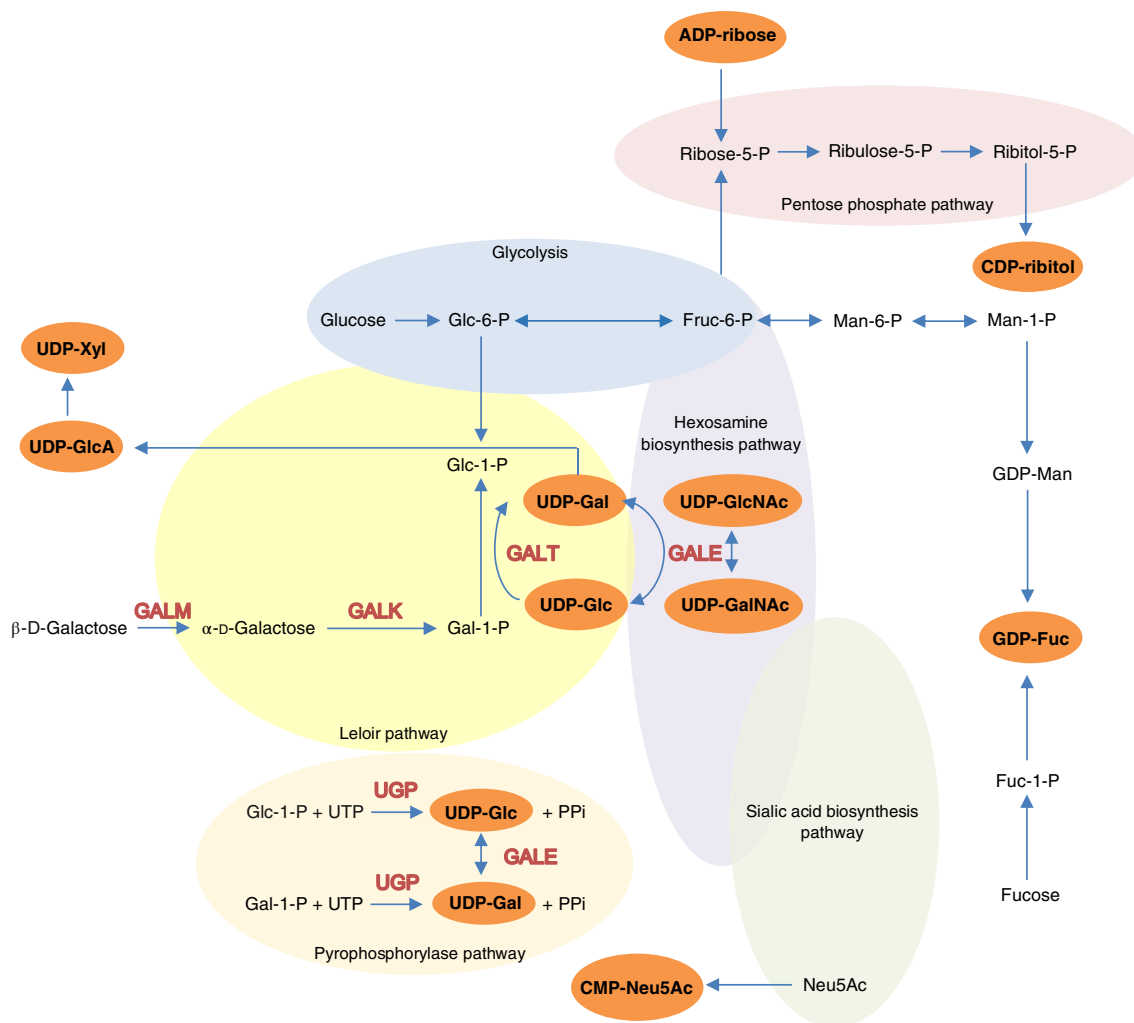 ADP-ribose
Ribose-5-P
Ribulose-5-P
Ribitol-5-P
Pentose phosphate pathway
CDP-ribitol
Glycolysis
Glucose
Glc-6-P
Fruc-6-P
Man-6-P
Man-1-P
UDP-Xyl
UDP-GlcA
Hexosamine
biosynthesis pathway
Glc-1-P
GDP-Man
UDP-Gal
UDP-GlcNAc
GALT
GALE
UDP-Glc
UDP-GalNAc
GALM
GALK
β-D-Galactose
α-D-Galactose
Gal-1-P
GDP-Fuc
Leloir pathway
UGP
Glc-1-P + UTP
UDP-Glc
+ PPi
GALE
UGP
Gal-1-P + UTP
UDP-Gal
+ PPi
Pyrophosphorylase pathway
Fuc-1-P
Sialic acid biosynthesis
pathway
Fucose
CMP-Neu5Ac
Neu5Ac